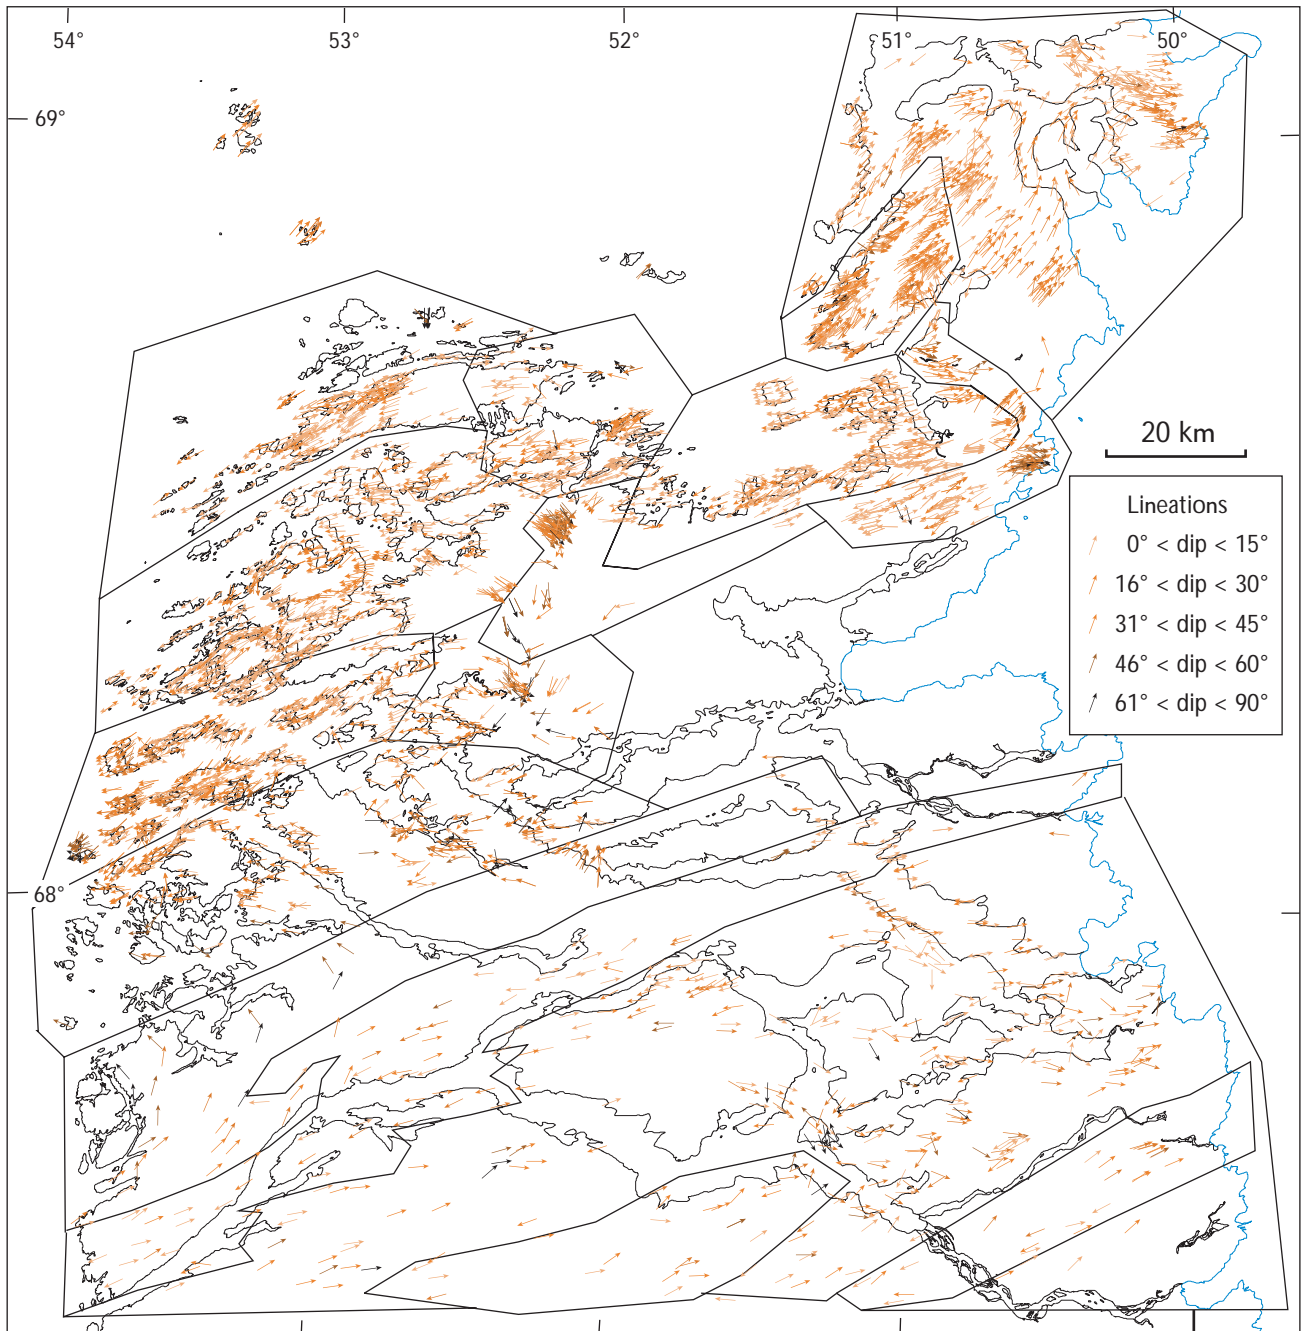 54° 53° 52° 51° 50°
69°
20 km
Lineations
0° < dip < 15°
16° < dip < 30°
31° < dip < 45°
46° < dip < 60°
61° < dip < 90°
68°